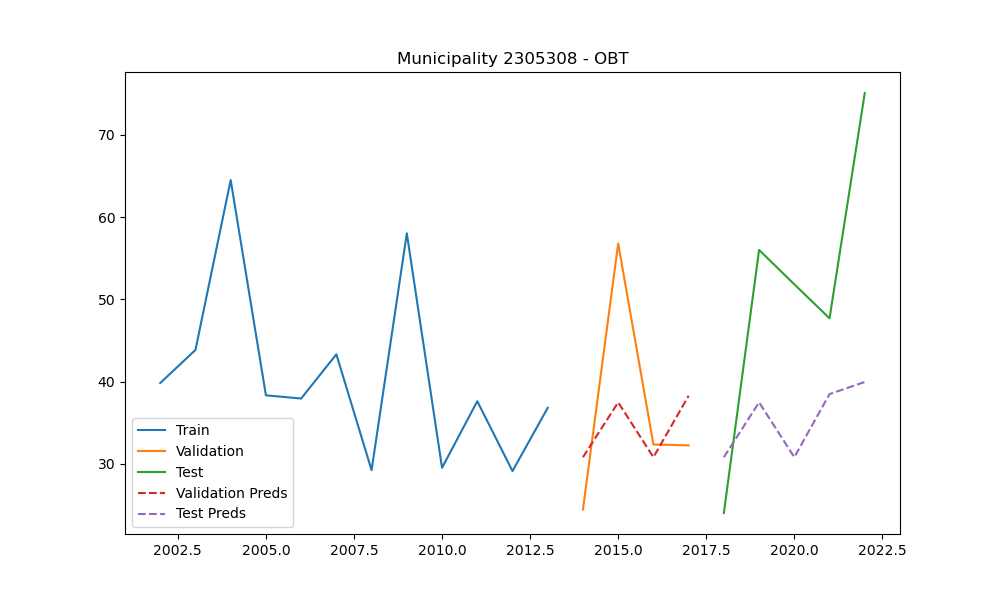 Municipality 2305308 - OBT
70
60
50
40
30
Train
Validation
Test
Validation Preds
Test Preds
2002.5 2005.0 2007.5 2010.0 2012.5 2015.0 2017.5 2020.0 2022.5